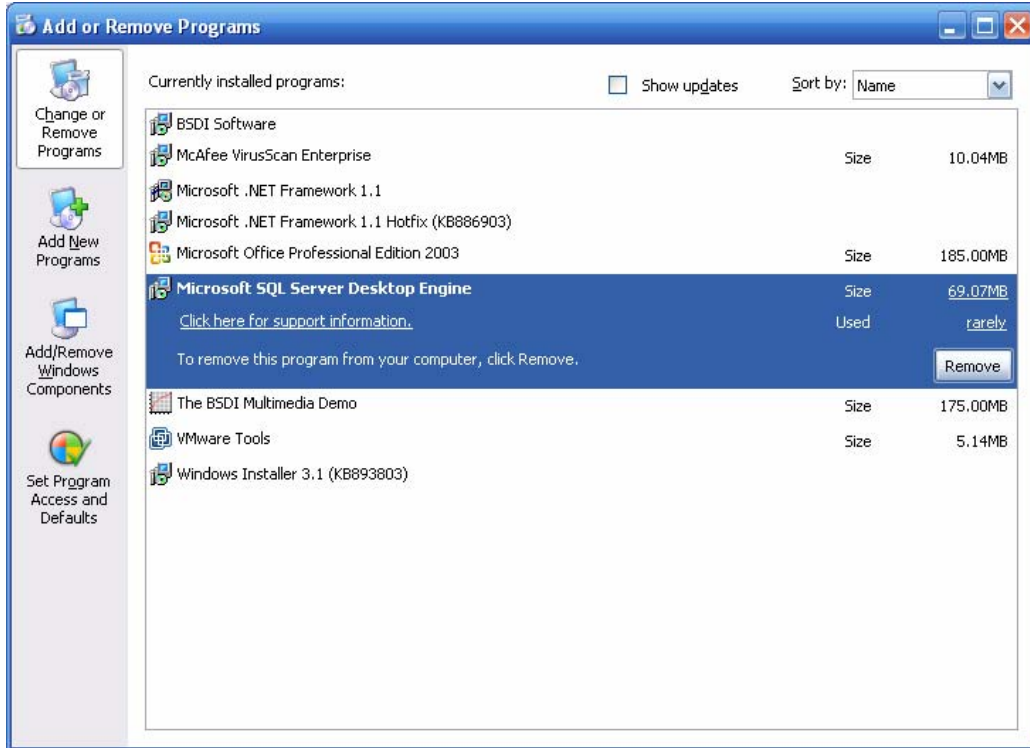 Add or Remove Programs
Change or
Remove
Programs
Add New
Programs
Add/Remove
Windows
Components
Set Program
Access and
Defaults
Currently installed programs:
Show updates
Sort by: Name
BSDI Software
McAfee VirusScan Enterprise Size 10.04MB
Microsoft .NET Framework 1.1
Microsoft .NET Framework 1.1 Hotfix (KB886903)
Microsoft Office Professional Edition 2003 Size 185.00MB
Microsoft SQL Server Desktop Engine Size 69.07MB
Click here for support information. Used rarely
To remove this program from your computer, click Remove. Remove
The BSDI Multimedia Demo Size 175.00MB
VMware Tools Size 5.14MB
Windows Installer 3.1 (KB893803)